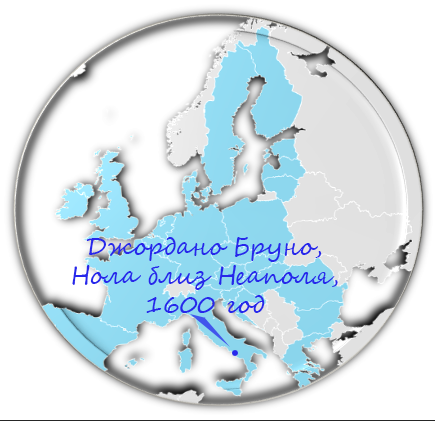 Джордано Бруно,
Нола близ Неаполя,
1600 год